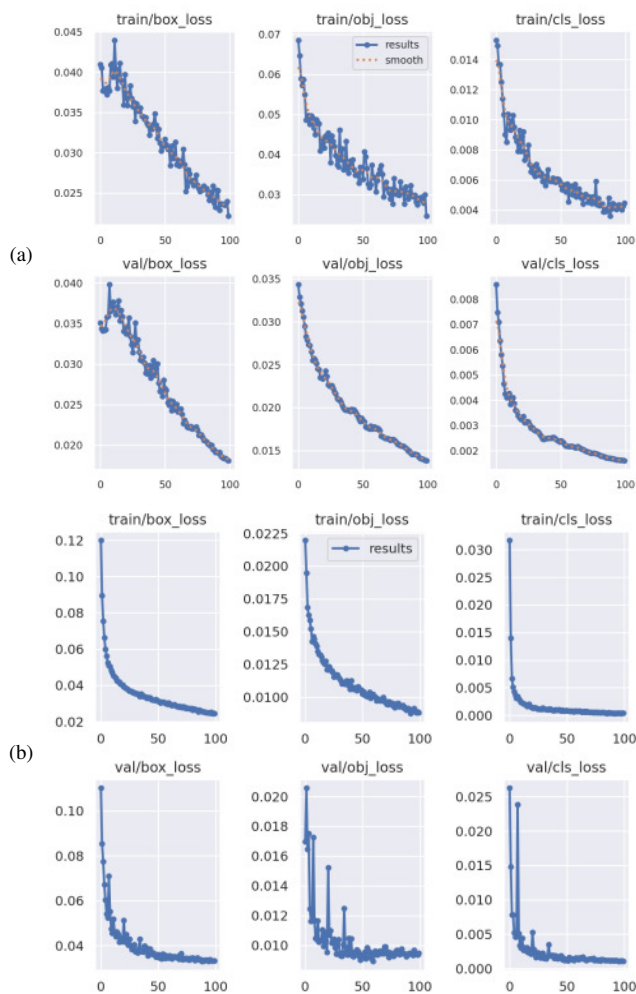 train/box_loss
train/obj_loss
train/cls_loss
0.045
0.040
0.035
0.030
0.025
0 50 100
0.07
0.06
0.05
0.04
0.03
results
smooth
0 50 100
0.014
0.012
0.010
0.008
0.006
0.004
0 50 100
(a)
val/box_loss
val/obj_loss
val/cls_loss
0.040
0.035
0.030
0.025
0.020
0 50 100
0.035
0.030
0.025
0.020
0.015
0 50 100
0.008
0.007
0.006
0.005
0.004
0.003
0.002
0 50 100
train/box_loss
train/obj_loss
train/cls_loss
0.12
0.10
0.08
0.06
0.04
0.02
0 50 100
0.0225
0.0200
0.0175
0.0150
0.0125
0.0100
results
0 50 100
0.030
0.025
0.020
0.015
0.010
0.005
0.000
0 50 100
(b)
val/box_loss
val/obj_loss
val/cls_loss
0.10
0.08
0.06
0.04
0 50 100
0.020
0.018
0.016
0.014
0.012
0.010
0 50 100
0.025
0.020
0.015
0.010
0.005
0.000
0 50 100